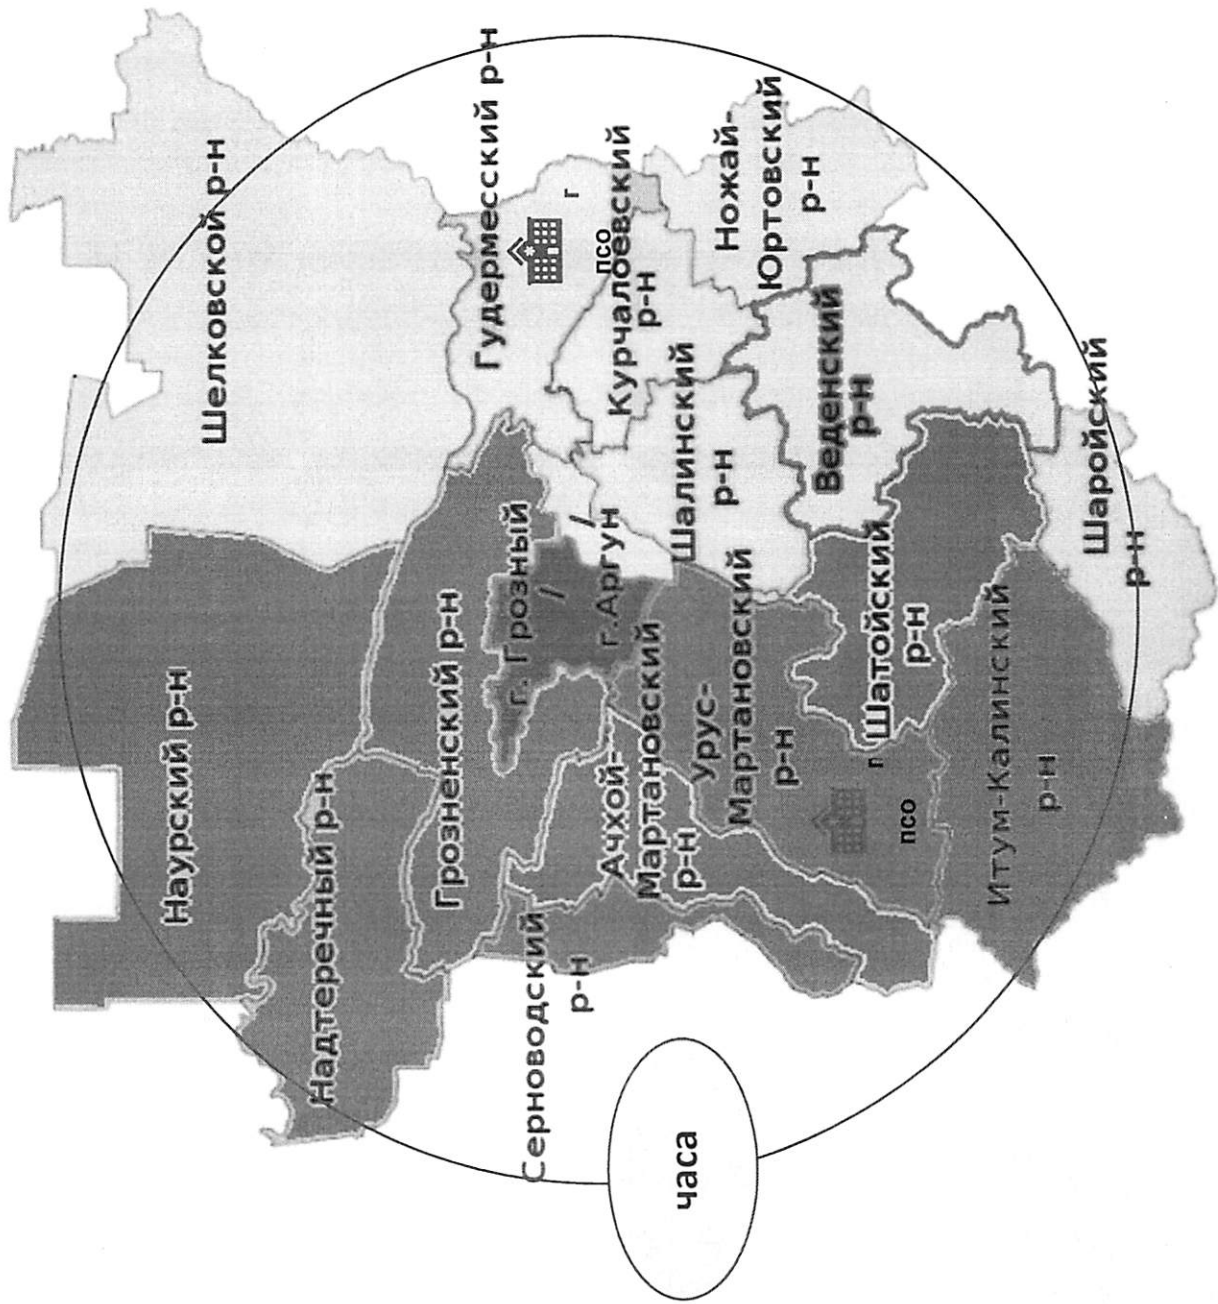 Шелковской р-н
Наурский р-н
Надтеречный р-н
Гудермесский р-н
Грозненский р-н
г. Грозный
/
г
псо
Серноводский
р-н
г.Аргун /
Курчалоевский
р-н
Ачхой-
Мартановский
р-н
Шалинский
р-н
Урус-
Мартановский
р-н
Ножай-
Юртовский
р-н
Веденский
р-н
Шатойский
р-н
п
псо
Итум-Калинский
р-н
Шаройский
р-н
часа